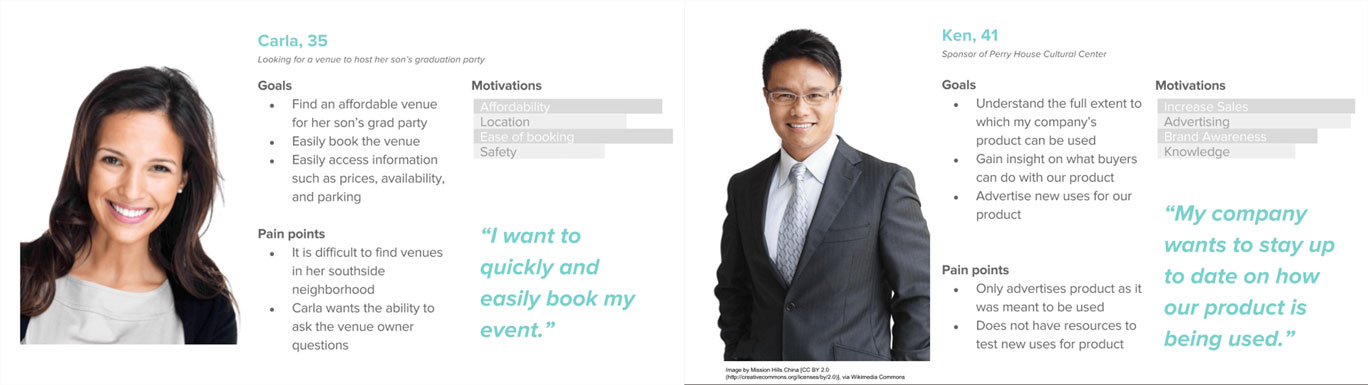 Carla, 35
Looking for a venue to host her son's graduation party
Goals
● Find an affordable venue
for her son's grad party
● Easily book the venue
● Easily access information
such as prices, availability,
and parking
Pain points
● It is difficult to find venues
in her southside
neighborhood
● Carla wants the ability to
ask the venue owner
questions
Motivations
Affordability
Location
Ease of booking
Safety
“I want to
quickly and
easily book my
event.”
Ken, 41
Sponsor of Perry House Cultural Center
Goals
● Understand the full extent to
which my company's
product can be used
● Gain insight on what buyers
can do with our product
● Advertise new uses for our
product
Pain points
● Only advertises product as it
was meant to be used
● Does not have resources to
test new uses for product
Motivations
Increase Sales
Advertising
Brand Awareness
Knowledge
“My company
wants to stay up
to date on how
our product is
being used.”
Image by Mission Hills China [CC BY 2.0
(http://creativecommons.org/licenses/by/2.0)], via Wikimedia Commons